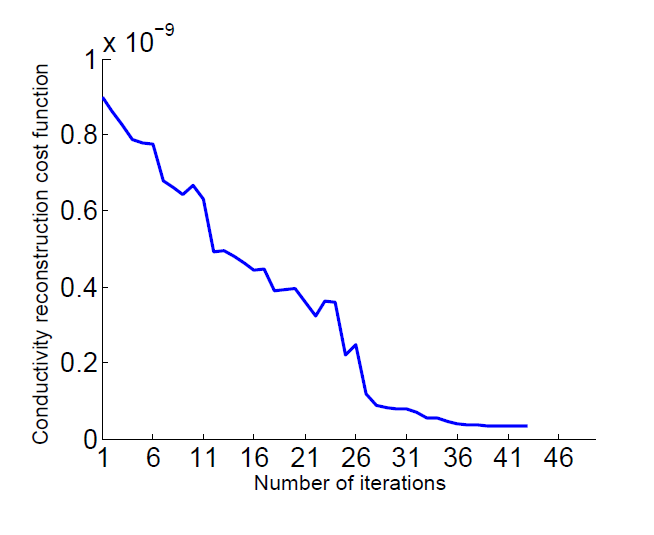 x 10⁻⁹
1
0.8
0.6
0.4
0.2
0
Conductivity reconstruction cost function
1 6 11 16 21 26 31 36 41 46
Number of iterations